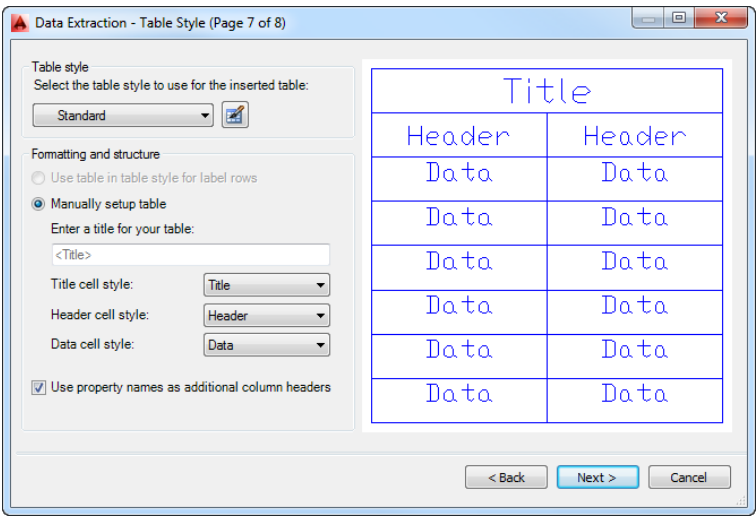 Data Extraction - Table Style (Page 7 of 8)
Table style
Select the table style to use for the inserted table:
Standard
Formatting and structure
Use table in table style for label rows
Manually setup table
Enter a title for your table:
<Title>
Title cell style: Title
Header cell style: Header
Data cell style: Data
Use property names as additional column headers
Title
Header Header
Data Data
Data Data
Data Data
Data Data
Data Data
Data Data
< Back Next > Cancel